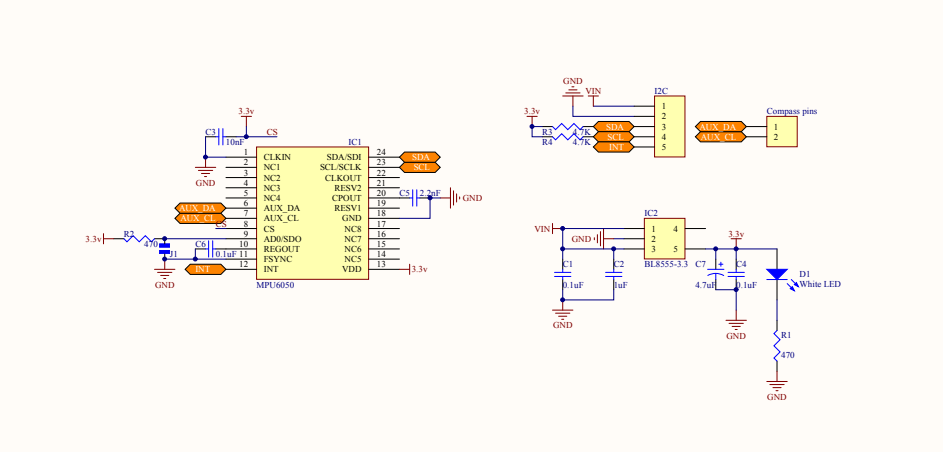 GND
VIN
I2C
3.3v
1
2
SDA 3
SCL 4
INT 5
R3 4.7K
R4 4.7K
Compass pins
AUX_DA 1
AUX_CL 2
3.3v
C3
10nF
CS
GND
IC1
1 CLKIN SDA/SDI 24 SDA
2 NC1 SCL/SCLK 23 SCL
3 NC2 CLKOUT 22
4 NC3 RESV2 21
5 NC4 CPOUT 20
AUX_DA 6 AUX_DA RESV1 19
AUX_CL 7 AUX_CL GND 18
CS 8 CS NC8 17
9 AD0/SDO NC7 16
10 REGOUT NC6 15
11 FSYNC NC5 14
INT 12 INT VDD 13 3.3v
MPU6050
C5 2.2nF
GND
3.3v
R2
470
J1
C6
0.1uF
GND
IC2
VIN 1 4
GND 2
3 5
BL8555-3.3
3.3v
C1
0.1uF
C2
1uF
GND
C7
+
4.7uF
C4
0.1uF
GND
D1
White LED
R1
470
GND